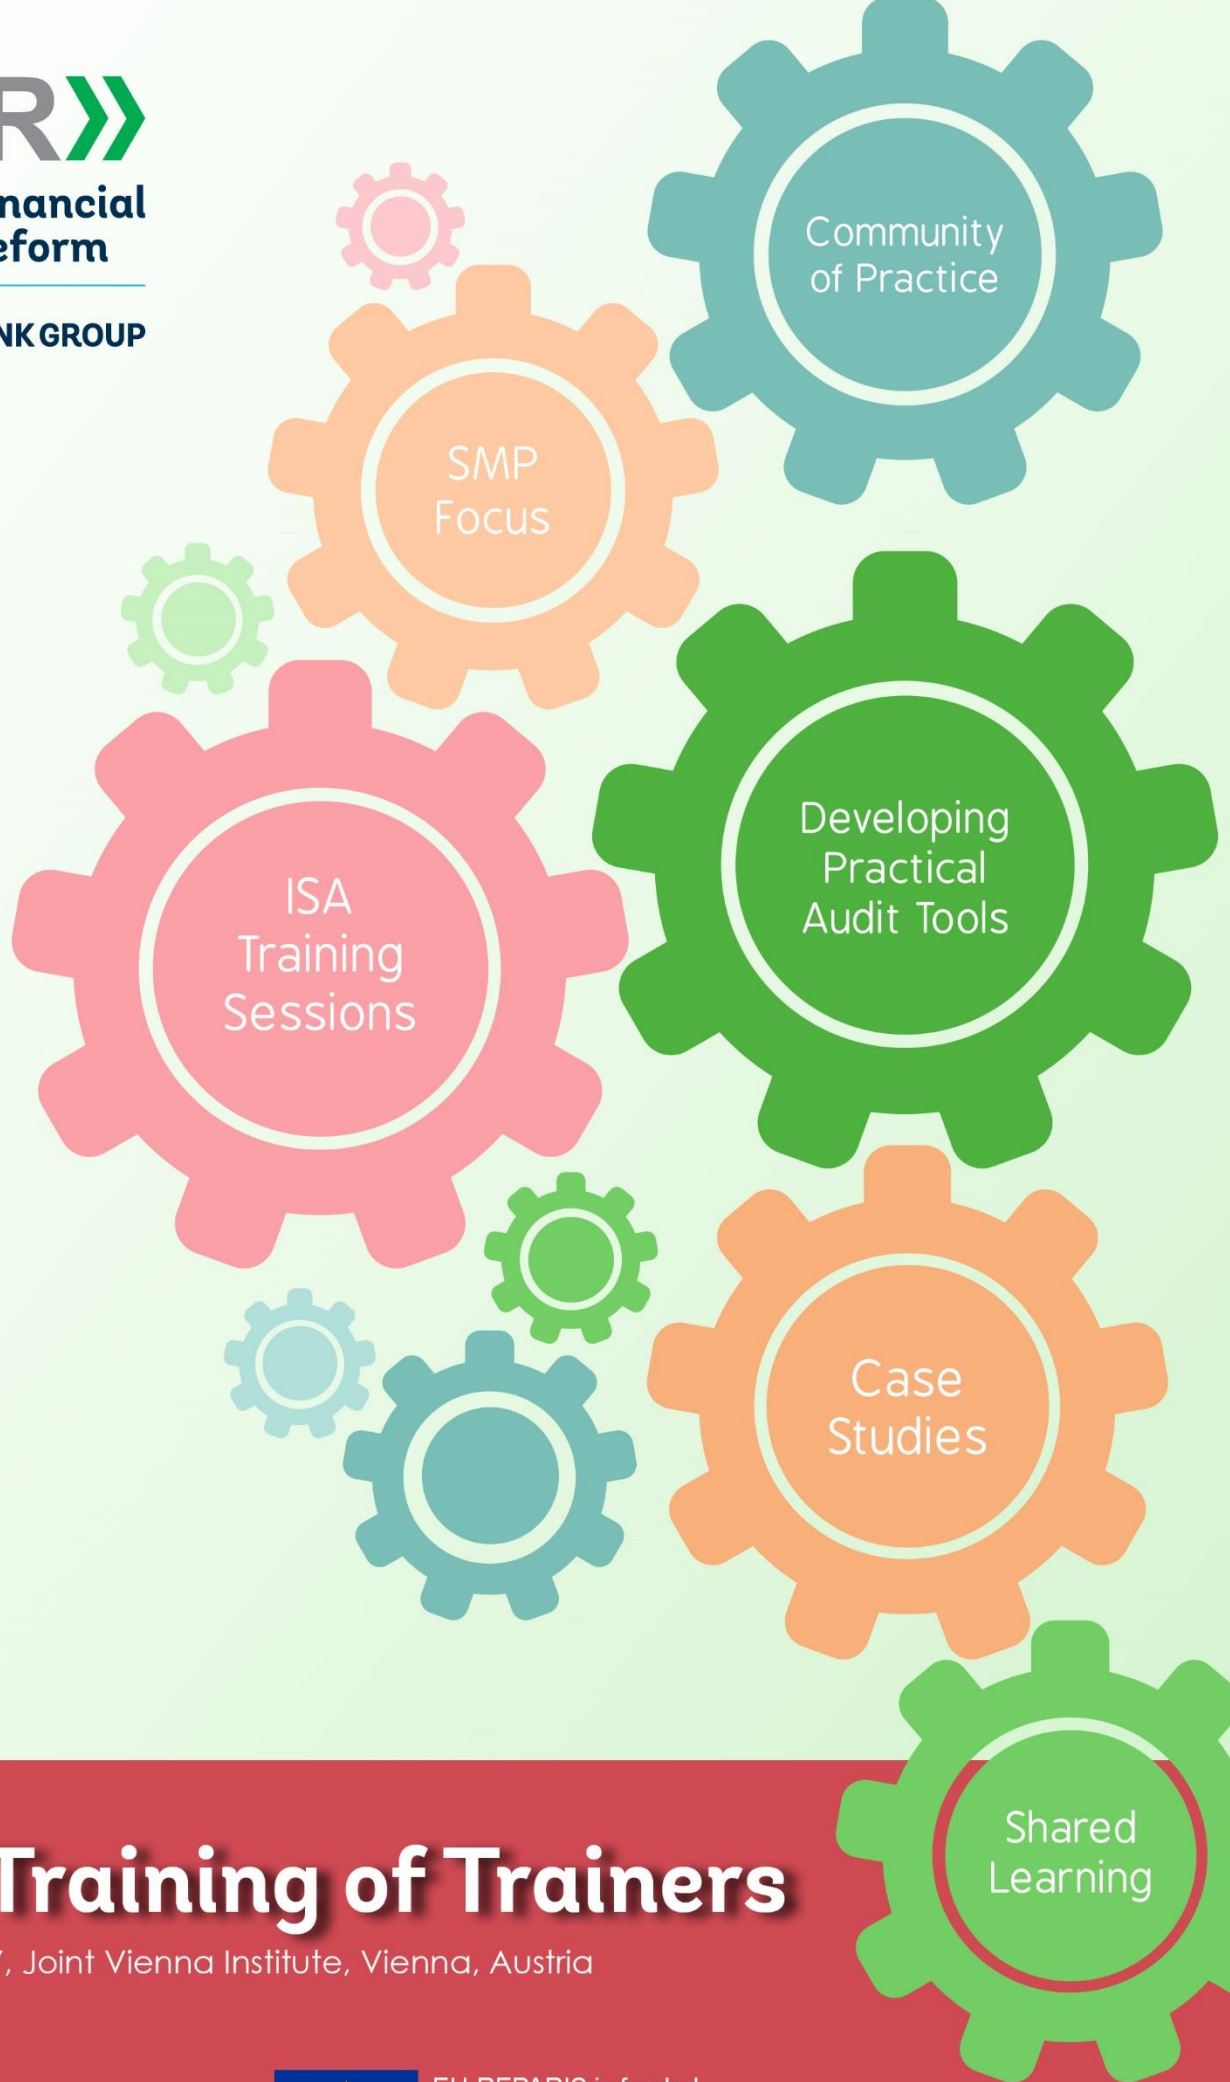 R
nancial
eform
NK GROUP
Community
of Practice
SMP
Focus
Developing
Practical
Audit Tools
ISA
Training
Sessions
Case
Studies
Shared
Learning
Training of Trainers
, Joint Vienna Institute, Vienna, Austria